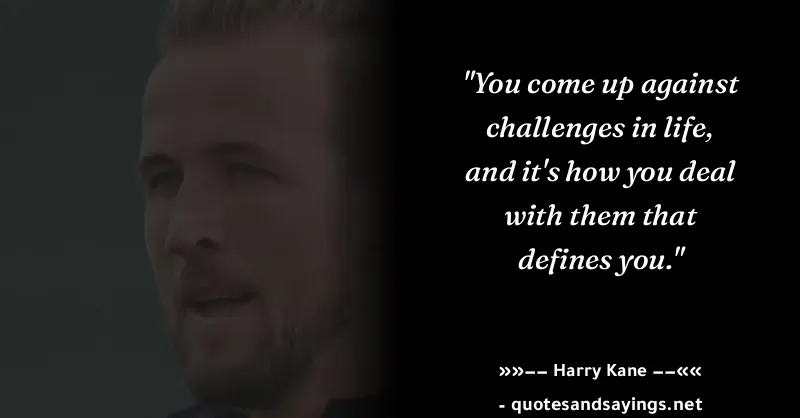 "You come up against
challenges in life,
and it's how you deal
with them that
defines you."
»»−− Harry Kane −−««
- quotesandsayings.net